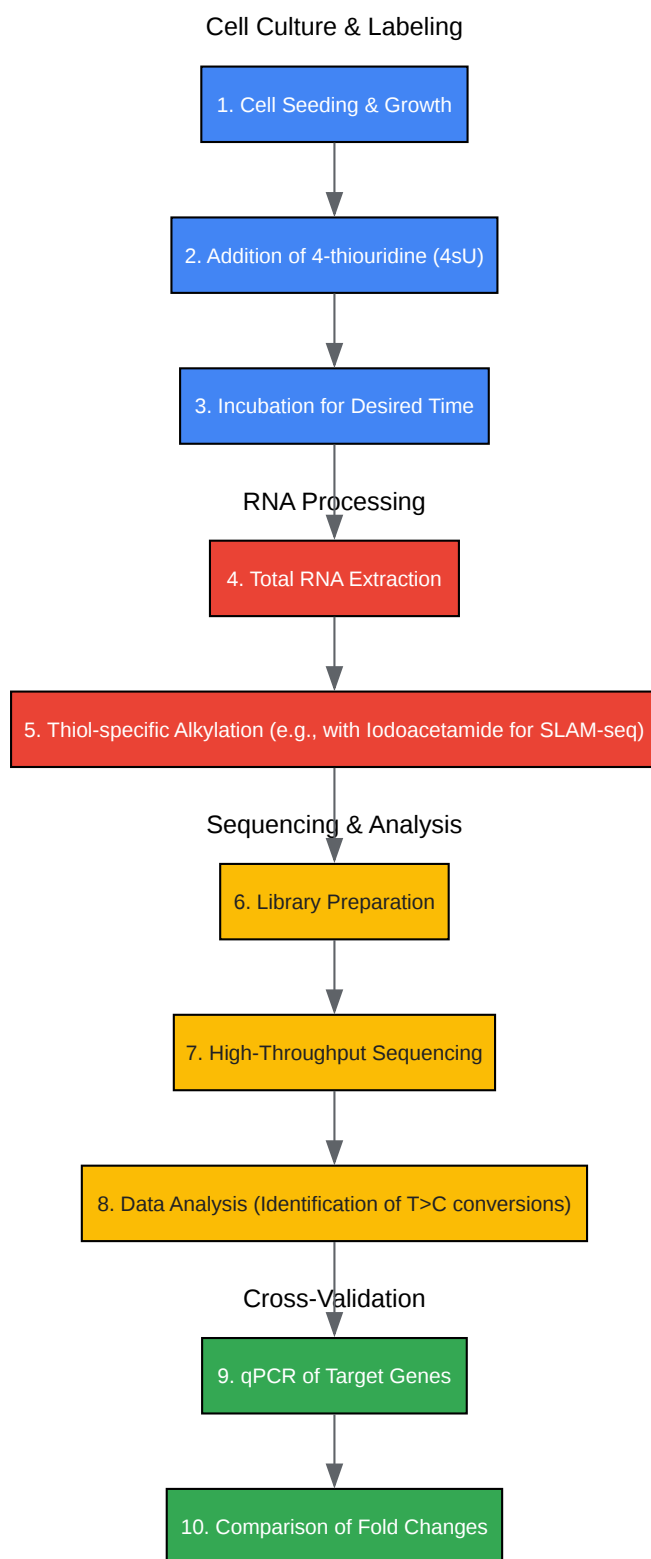 Cell Culture & Labeling
1. Cell Seeding & Growth
2. Addition of 4-thiouridine (4sU)
3. Incubation for Desired Time
RNA Processing
4. Total RNA Extraction
5. Thiol-specific Alkylation (e.g., with Iodoacetamide for SLAM-seq)
Sequencing & Analysis
6. Library Preparation
7. High-Throughput Sequencing
8. Data Analysis (Identification of T>C conversions)
Cross-Validation
9. qPCR of Target Genes
10. Comparison of Fold Changes